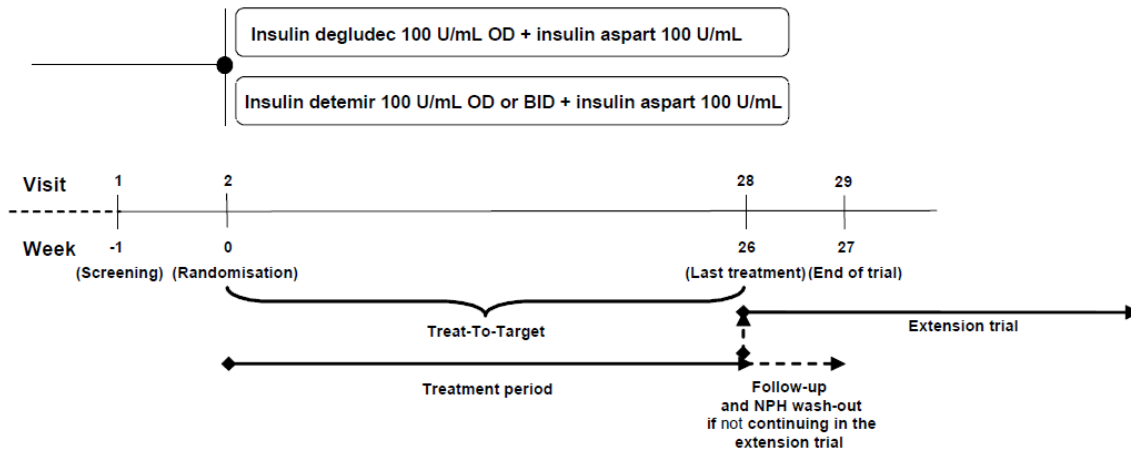 Insulin degludec 100 U/mL OD + insulin aspart 100 U/mL
Insulin detemir 100 U/mL OD or BID + insulin aspart 100 U/mL
Visit 1 2 28 29
Week -1 0 26 27
(Screening) (Randomisation) (Last treatment) (End of trial)
Treat-To-Target
Extension trial
Treatment period
Follow-up
and NPH wash-out
if not continuing in the
extension trial